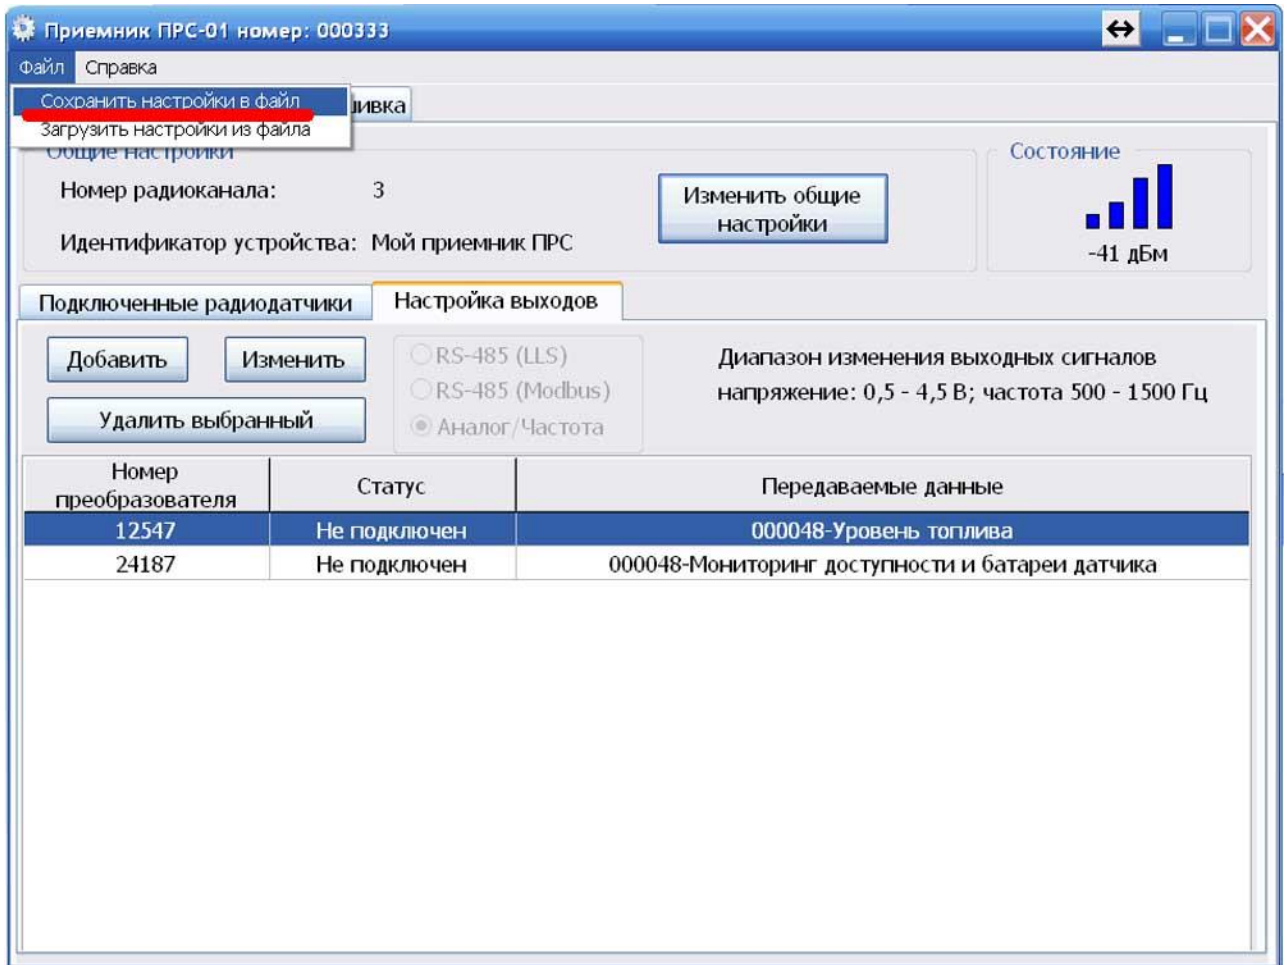 Приемник ПРС-01 номер: 000333
Файл Справка
Сохранить настройки в файл
Загрузить настройки из файла
Общие настройки
Номер радиоканала: 3
Идентификатор устройства: Мой приемник ПРС
Изменить общие
настройки
Состояние
-41 дБм
Подключенные радиодатчики Настройка выходов
Добавить Изменить
Удалить выбранный
RS-485 (LLS)
RS-485 (Modbus)
Аналог/Частота
Диапазон изменения выходных сигналов
напряжение: 0,5 - 4,5 В; частота 500 - 1500 Гц
Номер
преобразователя
Статус
Передаваемые данные
12547 Не подключен 000048-Уровень топлива
24187 Не подключен 000048-Мониторинг доступности и батареи датчика